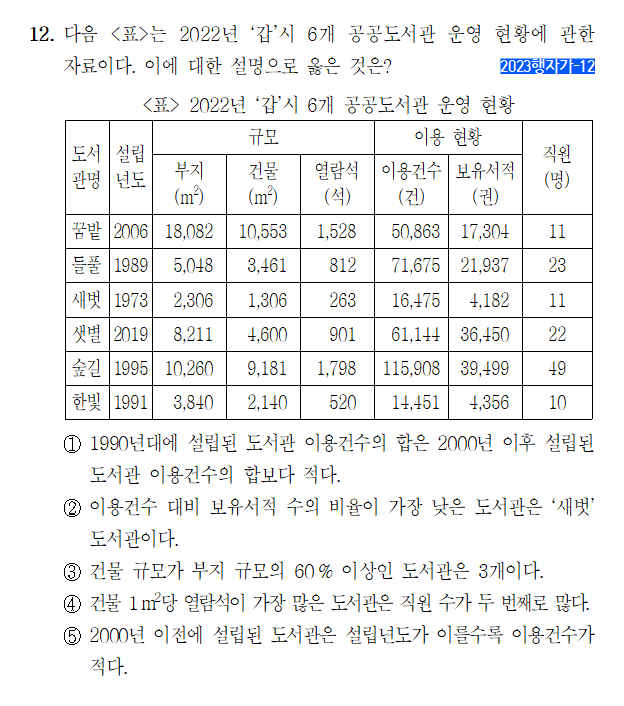 12. 다음 <표>는 2022년 ‘갑’시 6개 공공도서관 운영 현황에 관한
자료이다. 이에 대한 설명으로 옳은 것은? 2023행자가-12
<표> 2022년 ‘갑’시 6개 공공도서관 운영 현황
도서관명 설립년도 규모 이용 현황 직원(명)
부지(m²) 건물(m²) 열람석(석) 이용건수(건) 보유서적(권)
꿈밭 2006 18,082 10,553 1,528 50,863 17,304 11
들풀 1989 5,048 3,461 812 71,675 21,937 23
새벗 1973 2,306 1,306 263 16,475 4,182 11
샛별 2019 8,211 4,600 901 61,144 36,450 22
숲길 1995 10,260 9,181 1,798 115,908 39,499 49
한빛 1991 3,840 2,140 520 14,451 4,356 10
① 1990년대에 설립된 도서관 이용건수의 합은 2000년 이후 설립된
도서관 이용건수의 합보다 적다.
② 이용건수 대비 보유서적 수의 비율이 가장 낮은 도서관은 ‘새벗’
도서관이다.
③ 건물 규모가 부지 규모의 60% 이상인 도서관은 3개이다.
④ 건물 1m²당 열람석이 가장 많은 도서관은 직원 수가 두 번째로 많다.
⑤ 2000년 이전에 설립된 도서관은 설립년도가 이를수록 이용건수가
적다.